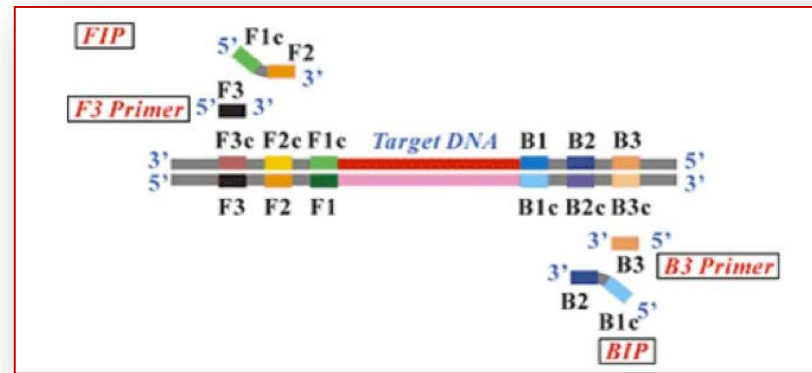 FIP
5’ F1c
F2
3’
F3
F3 Primer 5’ 3’
F3c F2c F1c Target DNA B1 B2 B3
3’ 5’
5’ 3’
F3 F2 F1 B1c B2c B3c
3’ 5’
B3 B3 Primer
3’
B2
5’
B1c
BIP